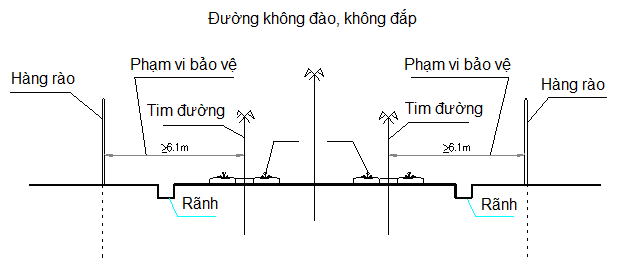 Đường không đào, không đắp
Phạm vi bảo vệ
Phạm vi bảo vệ
Hàng rào
Hàng rào
Tim đường
Tim đường
≥6.1m
≥6.1m
Rãnh
Rãnh